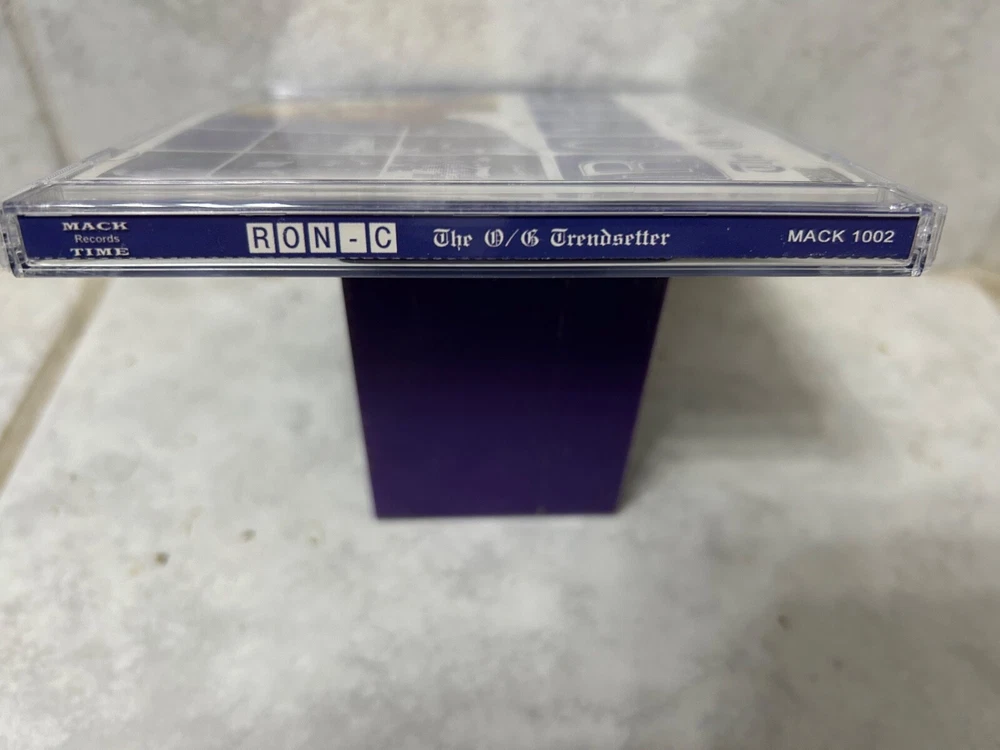 MACK
Records
TIME
RON-C
The O/G Trendsetter
MACK 1002